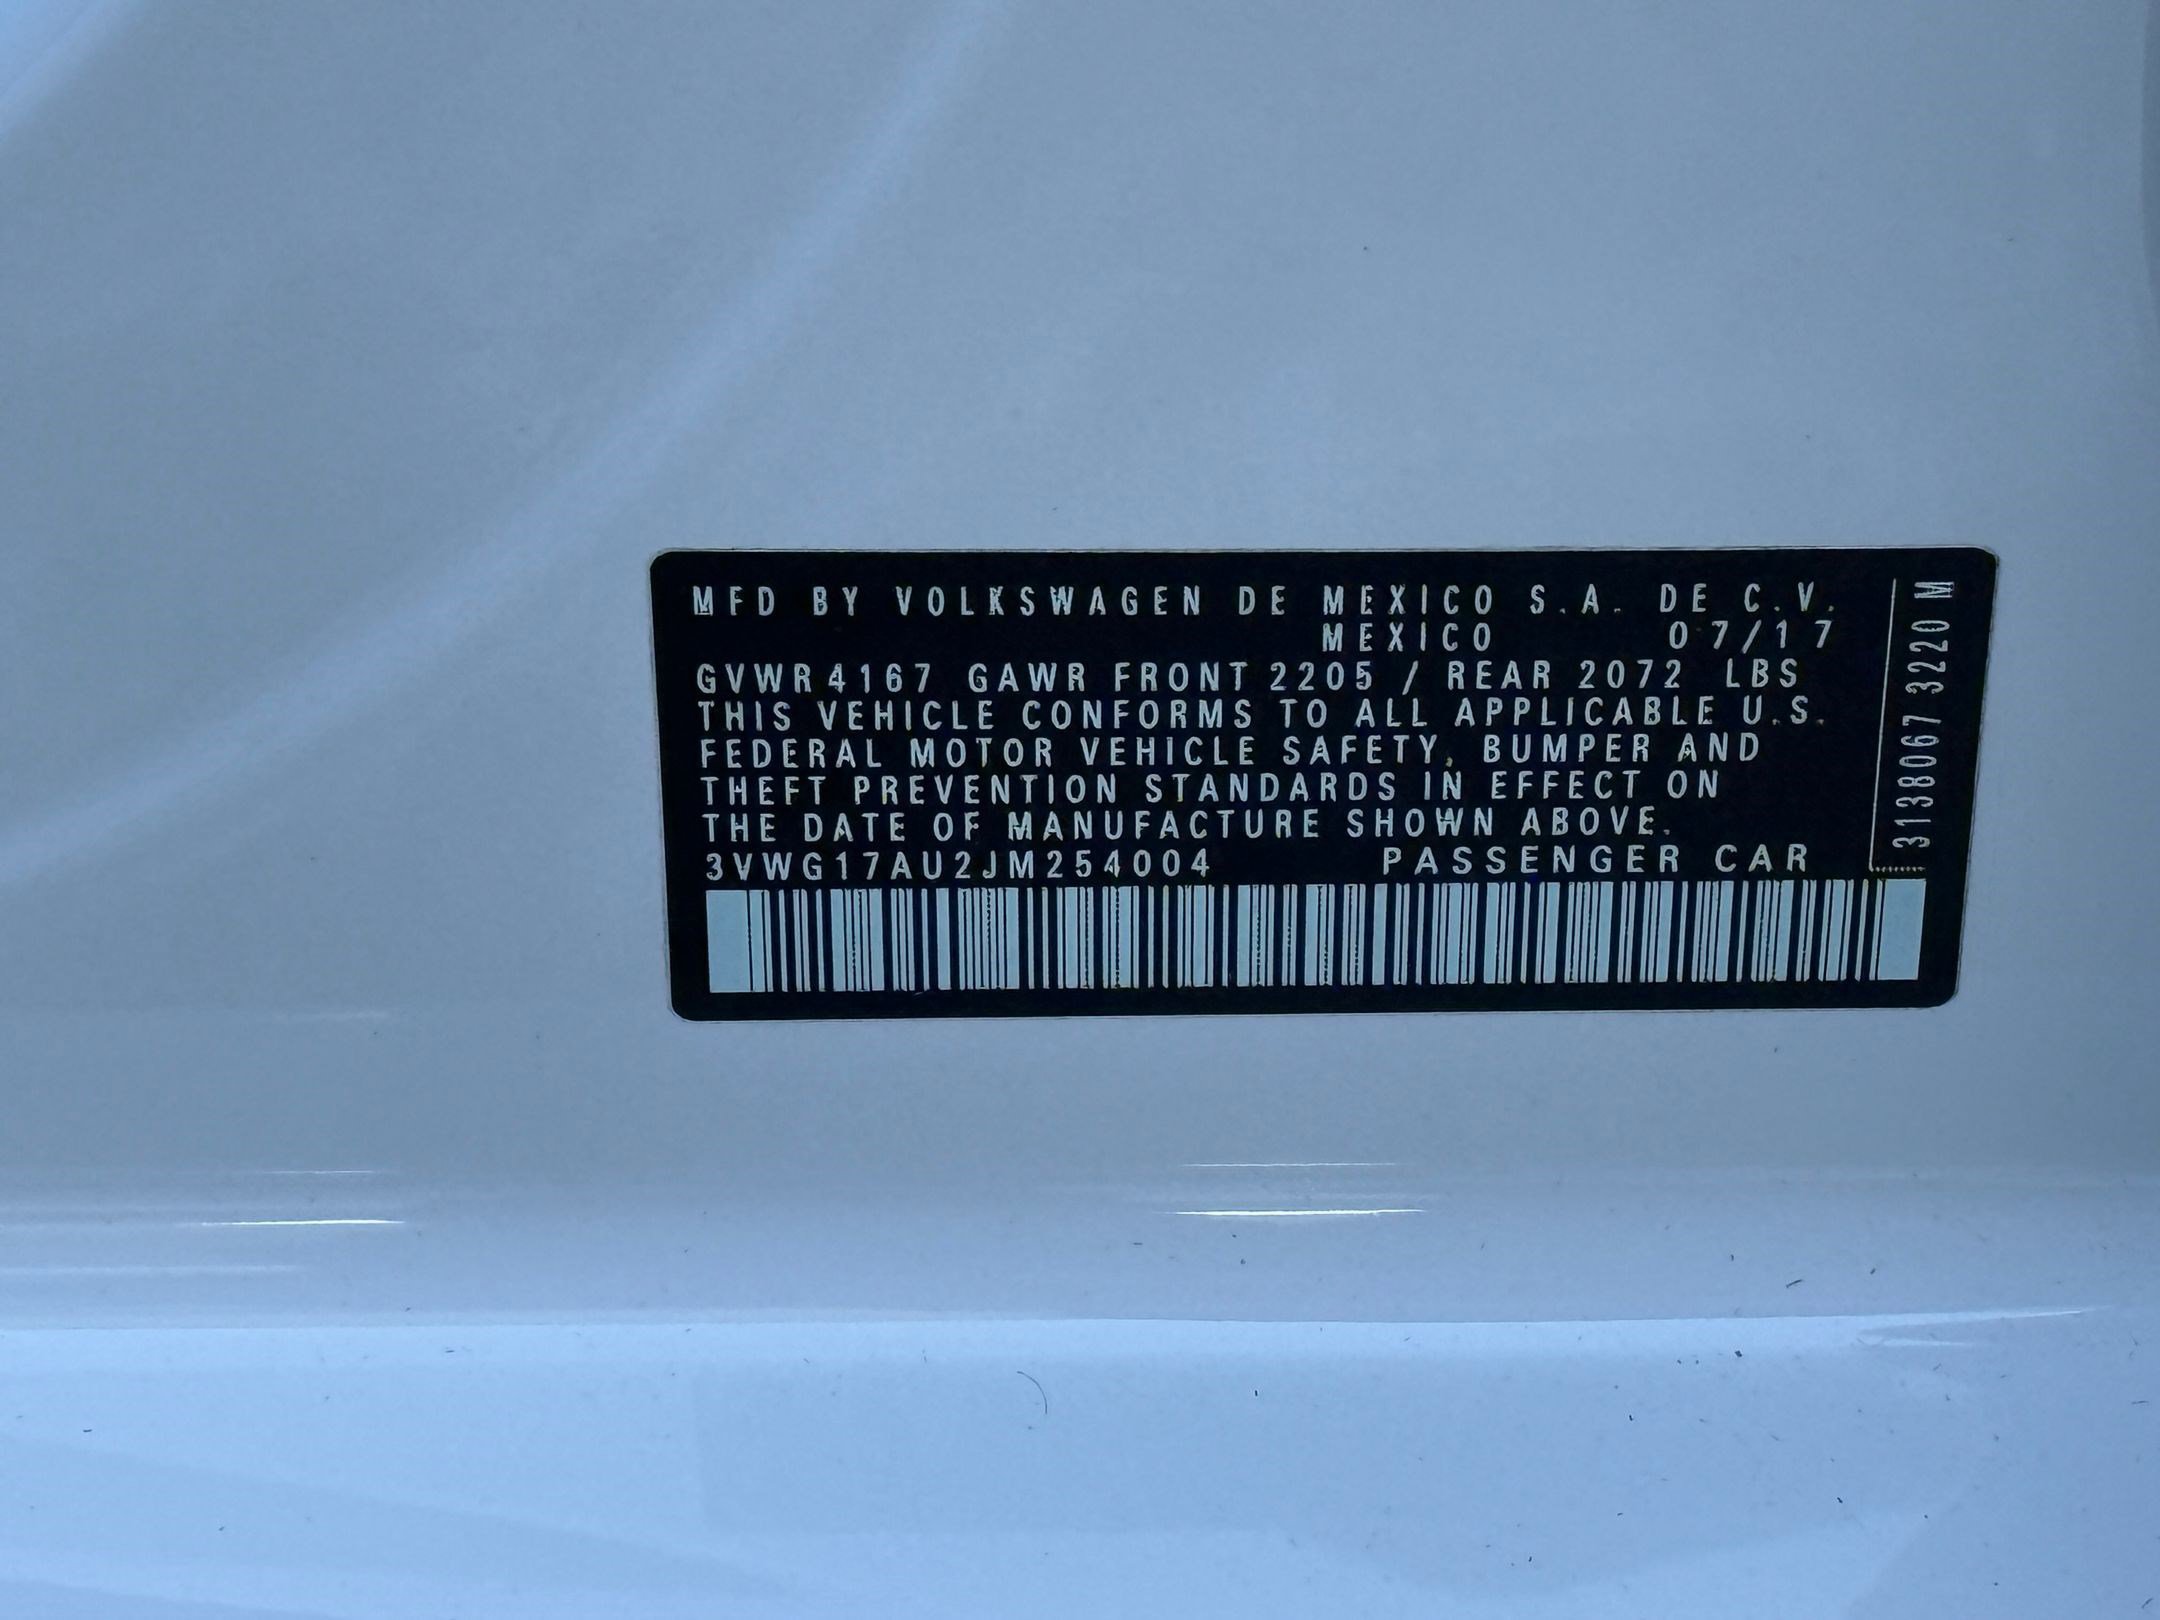 MFD BY VOLKSWAGEN DE MEXICO S.A. DE C.V.
MEXICO 07/17
GVWR 4167 GAWR FRONT 2205 / REAR 2072 LBS
THIS VEHICLE CONFORMS TO ALL APPLICABLE U.S.
FEDERAL MOTOR VEHICLE SAFETY, BUMPER AND
THEFT PREVENTION STANDARDS IN EFFECT ON
THE DATE OF MANUFACTURE SHOWN ABOVE.
3VWG17AU2JM254004 PASSENGER CAR
3138067 3220 M